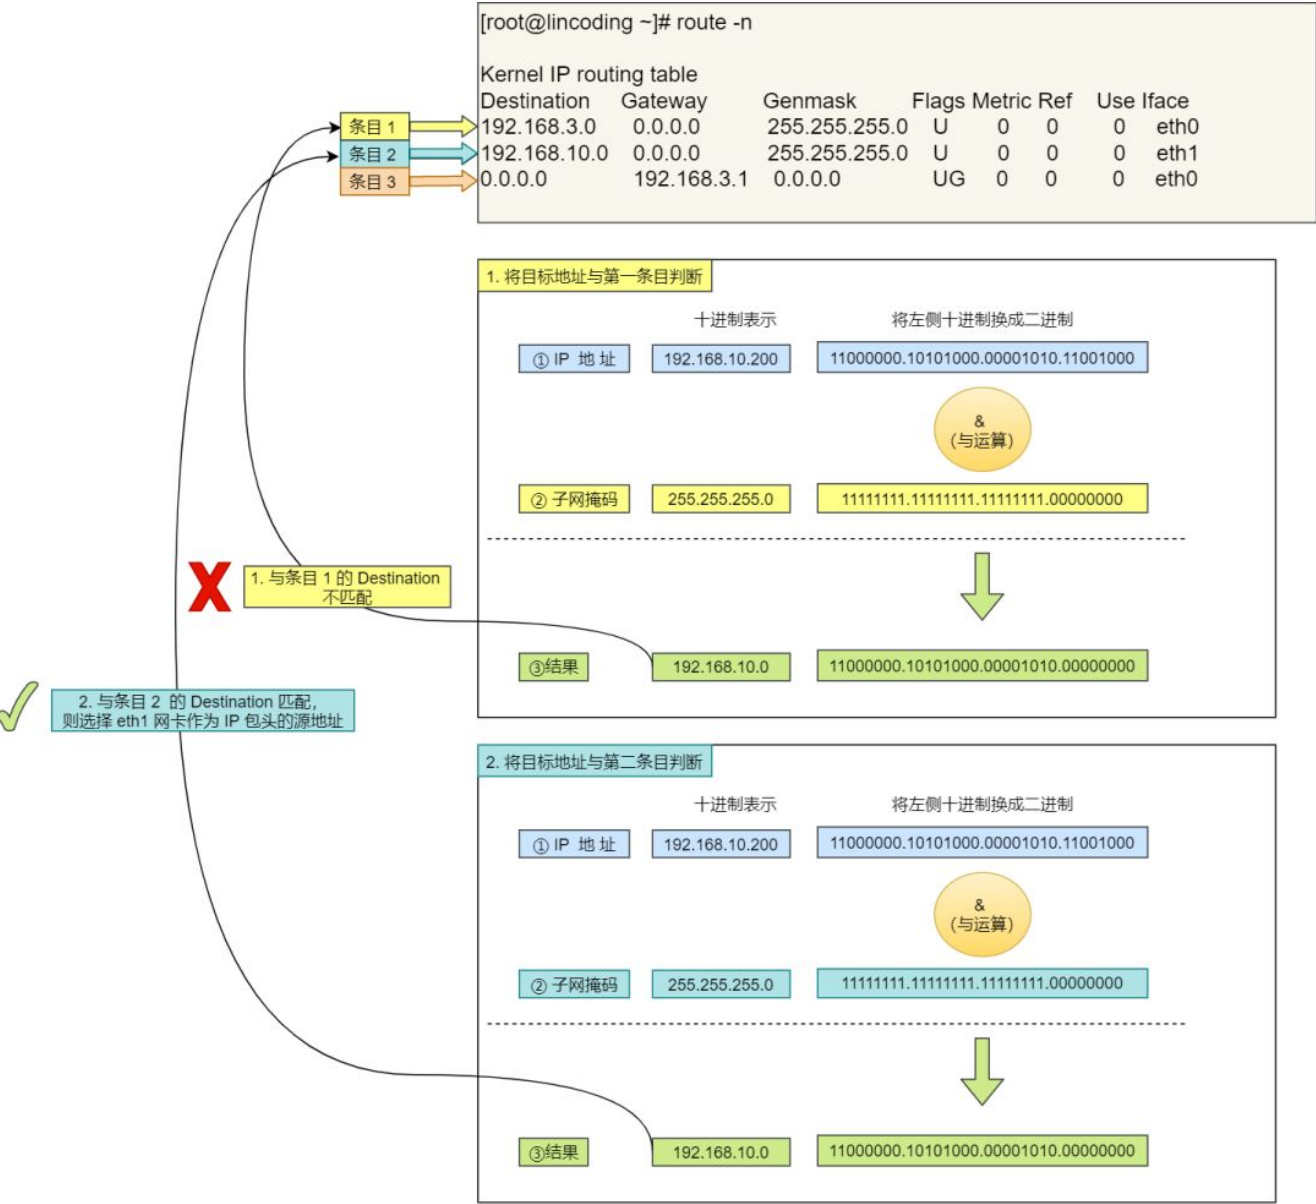 [root@lincoding ~]# route -n
Kernel IP routing table
Destination Gateway Genmask Flags Metric Ref Use Iface
条目 1 192.168.3.0 0.0.0.0 255.255.255.0 U 0 0 0 eth0
条目 2 192.168.10.0 0.0.0.0 255.255.255.0 U 0 0 0 eth1
条目 3 0.0.0.0 192.168.3.1 0.0.0.0 UG 0 0 0 eth0
1. 将目标地址与第一条目判断
十进制表示 将左侧十进制换成二进制
① IP 地 址 192.168.10.200 11000000.10101000.00001010.11001000
&
(与运算)
② 子网掩码 255.255.255.0 11111111.11111111.11111111.00000000
1. 与条目 1 的 Destination
不匹配
③结果 192.168.10.0 11000000.10101000.00001010.00000000
2. 与条目 2 的 Destination 匹配，
则选择 eth1 网卡作为 IP 包头的源地址
2. 将目标地址与第二条目判断
十进制表示 将左侧十进制换成二进制
① IP 地 址 192.168.10.200 11000000.10101000.00001010.11001000
&
(与运算)
② 子网掩码 255.255.255.0 11111111.11111111.11111111.00000000
③结果 192.168.10.0 11000000.10101000.00001010.00000000